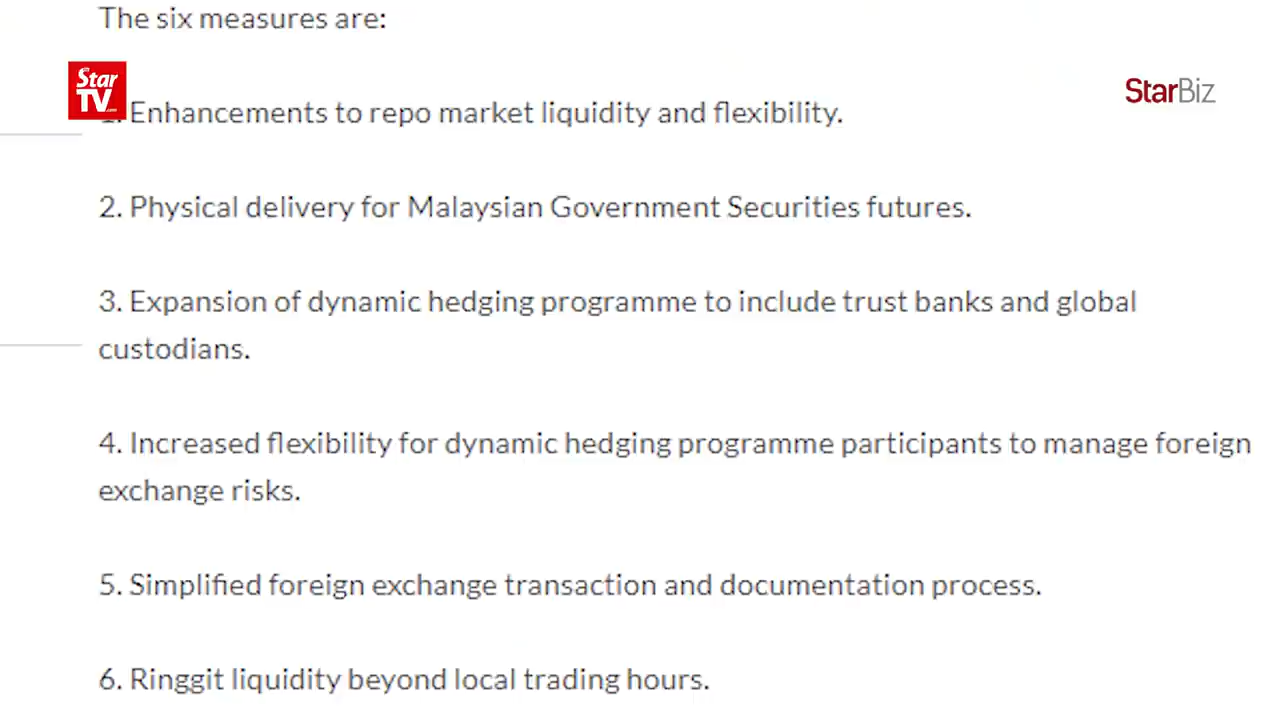 The six measures are:
Star
TV
StarBiz
1. Enhancements to repo market liquidity and flexibility.
2. Physical delivery for Malaysian Government Securities futures.
3. Expansion of dynamic hedging programme to include trust banks and global
custodians.
4. Increased flexibility for dynamic hedging programme participants to manage foreign
exchange risks.
5. Simplified foreign exchange transaction and documentation process.
6. Ringgit liquidity beyond local trading hours.